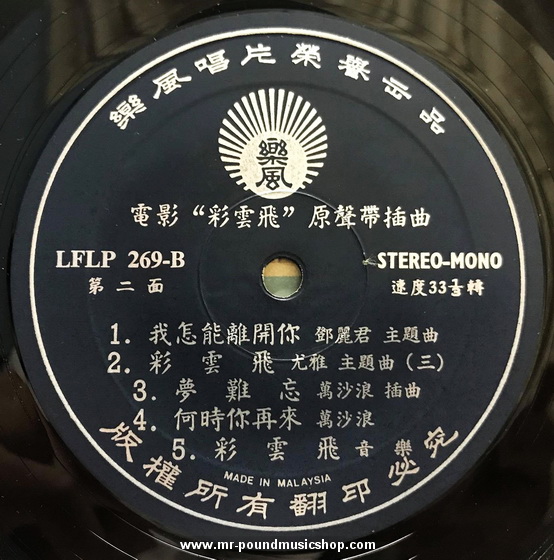 樂風唱片榮譽出品
樂風
電影“彩雲飛”原聲帶插曲
LFLP 269-B
STEREO-MONO
第二面
速度33⅓轉
1. 我怎能離開你 鄧麗君 主題曲
2. 彩雲飛 尤雅 主題曲(三)
3. 夢難忘 萬沙浪 插曲
4. 何時你再來 萬沙浪
5. 彩雲飛 音樂
MADE IN MALAYSIA
版權所有翻印必究
www.mr-poundmusicshop.com